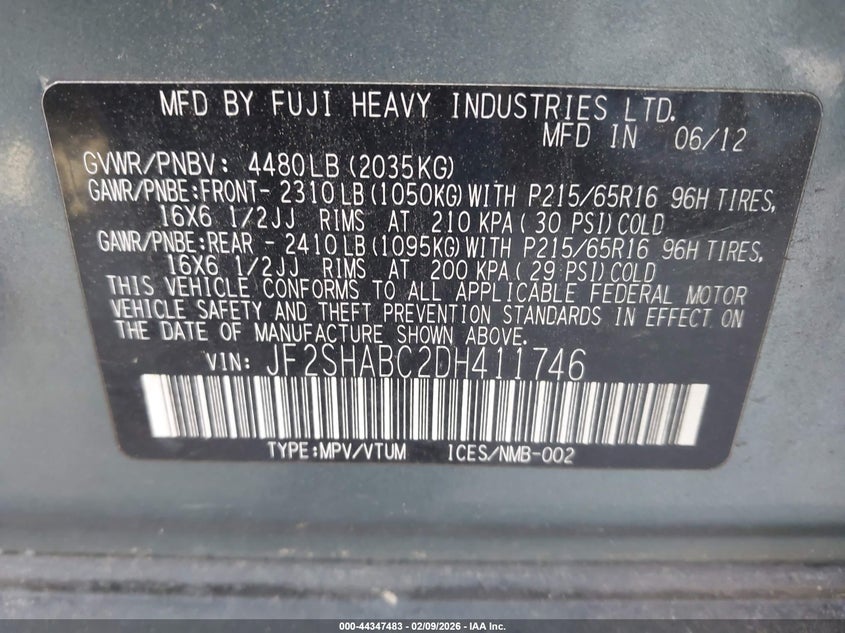 MFD BY FUJI HEAVY INDUSTRIES LTD.
MFD IN 06/12
GVWR/PNBV: 4480LB(2035KG)
GAWR/PNBE:FRONT- 2310LB(1050KG)WITH P215/65R16 96H TIRES,
16X6 1/2JJ RIMS AT 210 KPA(30 PSI)COLD
GAWR/PNBE:REAR - 2410LB(1095KG)WITH P215/65R16 96H TIRES,
16X6 1/2JJ RIMS AT 200 KPA(29 PSI)COLD
THIS VEHICLE CONFORMS TO ALL APPLICABLE FEDERAL MOTOR
VEHICLE SAFETY AND THEFT PREVENTION STANDARDS IN EFFECT ON
THE DATE OF MANUFACTURE SHOWN ABOVE.
VIN: JF2SHABC2DH411746
TYPE:MPV/VTUM ICES/NMB-002
000-44347483 - 02/09/2026 - IAA Inc.